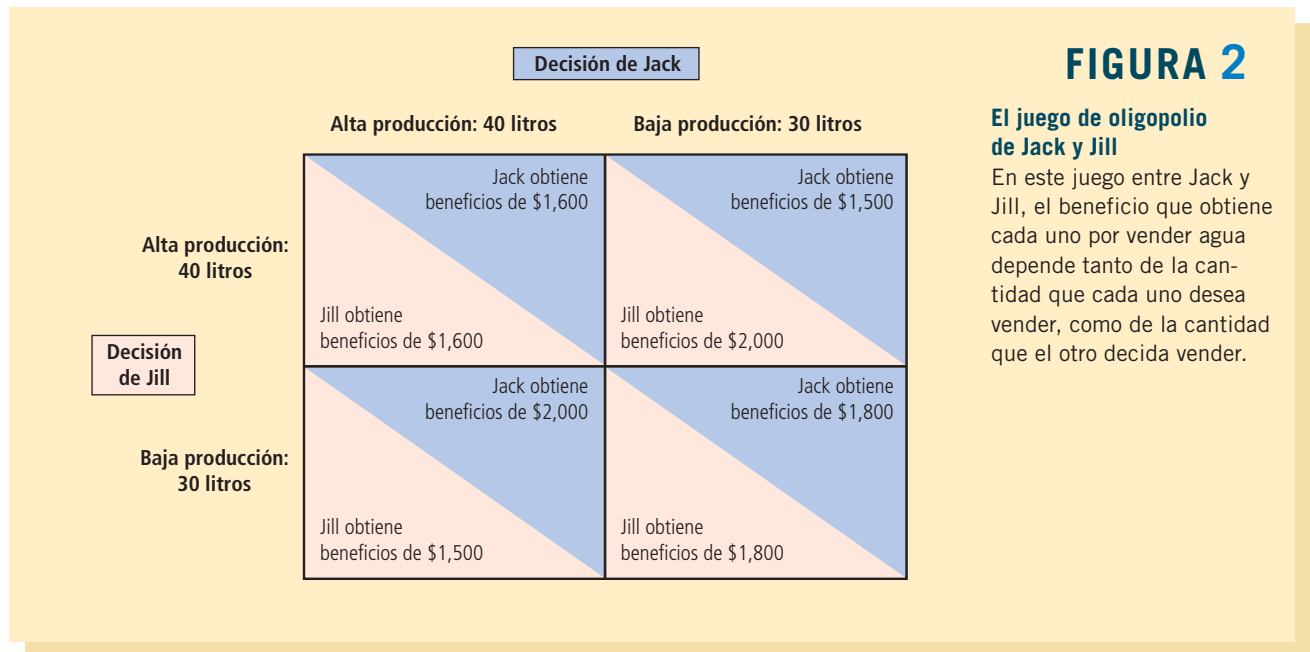 Decisión de Jack
Alta producción: 40 litros
Baja producción: 30 litros
Alta producción:
40 litros
Jack obtiene
beneficios de $1,600
Jill obtiene
beneficios de $1,600
Jack obtiene
beneficios de $1,500
Jill obtiene
beneficios de $2,000
Decisión
de Jill
Baja producción:
30 litros
Jack obtiene
beneficios de $2,000
Jill obtiene
beneficios de $1,500
Jack obtiene
beneficios de $1,800
Jill obtiene
beneficios de $1,800
FIGURA 2
El juego de oligopolio
de Jack y Jill
En este juego entre Jack y
Jill, el beneficio que obtiene
cada uno por vender agua
depende tanto de la can-
tidad que cada uno desea
vender, como de la cantidad
que el otro decida vender.